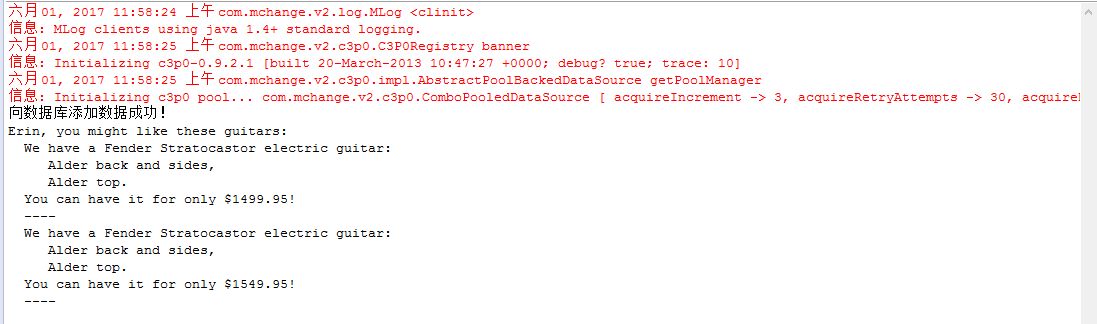 六月 01, 2017 11:58:24 上午 com.mchange.v2.log.MLog <clinit>
信息: MLog clients using java 1.4+ standard logging.
六月 01, 2017 11:58:25 上午 com.mchange.v2.c3p0.C3P0Registry banner
信息: Initializing c3p0-0.9.2.1 [built 20-March-2013 10:47:27 +0000; debug? true; trace: 10]
六月 01, 2017 11:58:25 上午 com.mchange.v2.c3p0.impl.AbstractPoolBackedDataSource getPoolManager
信息: Initializing c3p0 pool... com.mchange.v2.c3p0.ComboPooledDataSource [ acquireIncrement -> 3, acquireRetryAttempts -> 30, acquire
向数据库添加数据成功！
Erin, you might like these guitars:
  We have a Fender Stratocastor electric guitar:
     Alder back and sides,
     Alder top.
  You can have it for only $1499.95!
  ----
  We have a Fender Stratocastor electric guitar:
     Alder back and sides,
     Alder top.
  You can have it for only $1549.95!
  ----